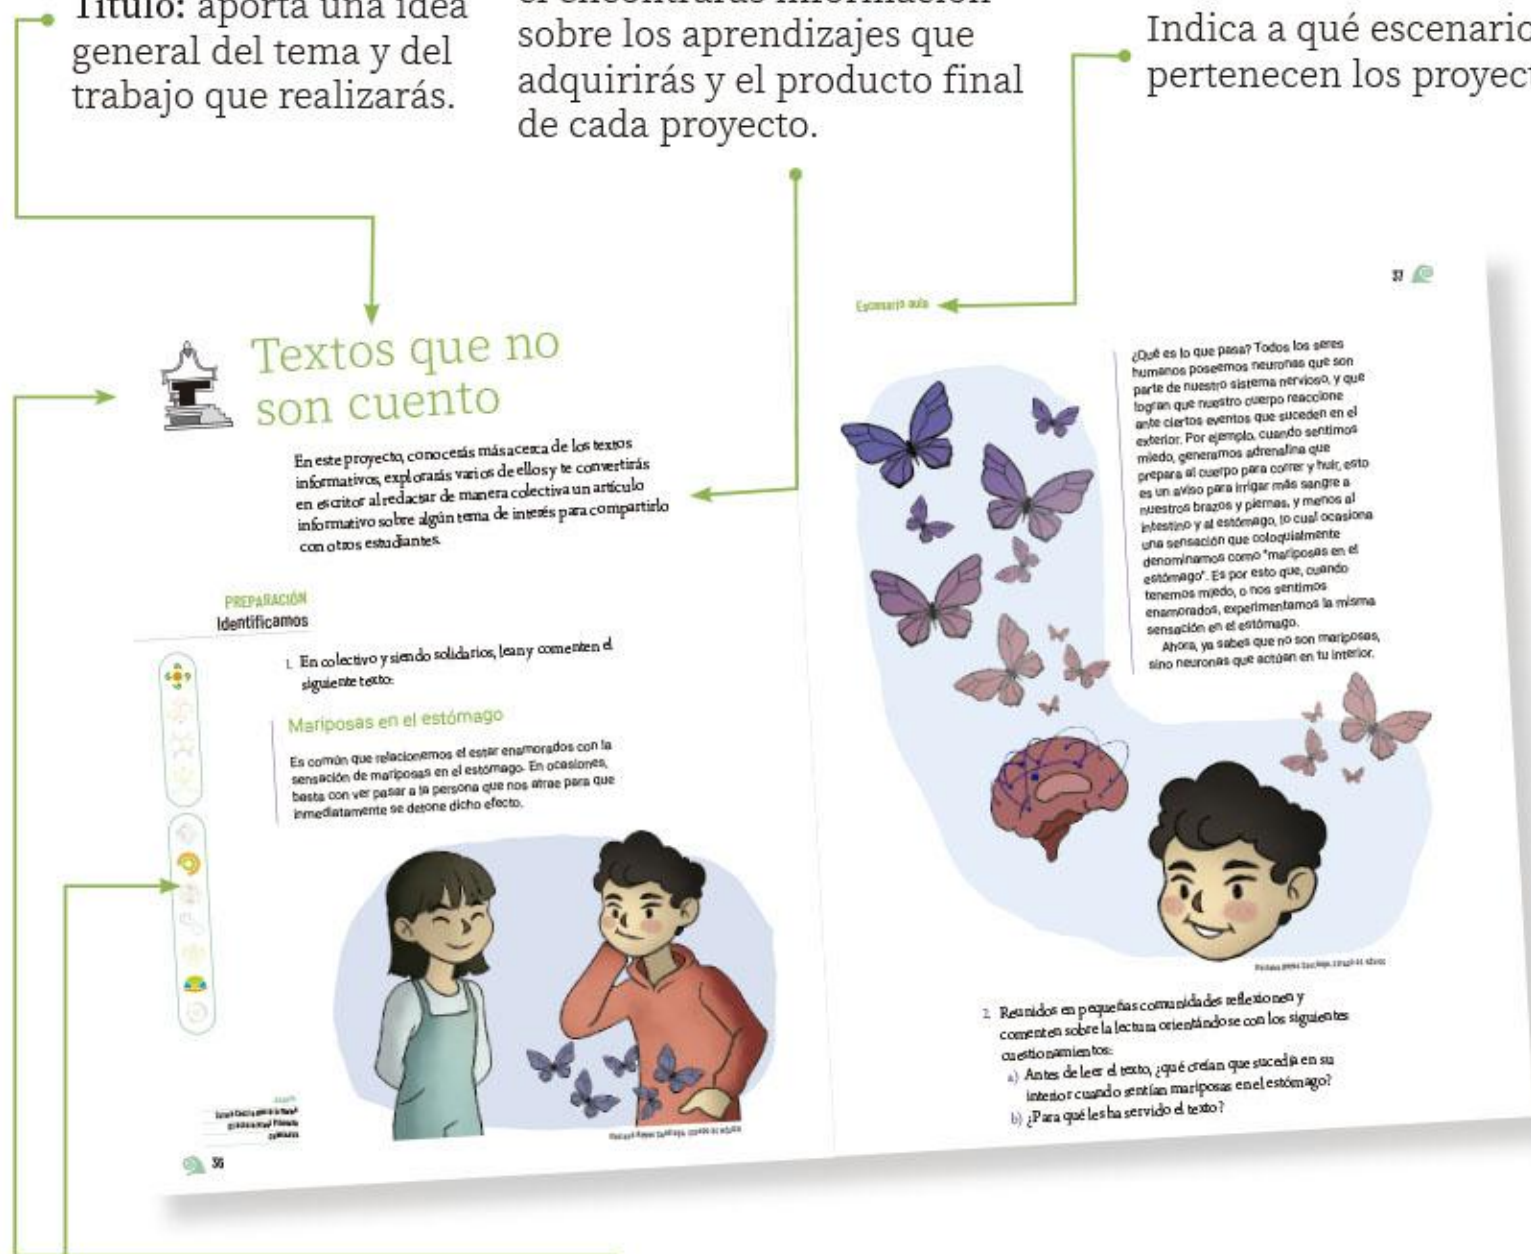 Título: aporta una idea
general del tema y del
trabajo que realizarás.
él encontrarás información
sobre los aprendizajes que
adquirirás y el producto final
de cada proyecto.
Indica a qué escenario
pertenecen los proyect
Textos que no
son cuento
En este proyecto, conocerás más acerca de los textos
informativos, explorarás varios de ellos y te convertirás
en escritor al redactar de manera colectiva un artículo
informativo sobre algún tema de interés para compartirlo
con otros estudiantes.
PREPARACIÓN
Identificamos
1. En colectivo y siendo solidarios, lean y comenten el
siguiente texto:
Mariposas en el estómago
Es común que relacionemos el estar enamorados con la
sensación de mariposas en el estómago. En ocasiones,
basta con ver pasar a la persona que nos atrae para que
inmediatamente se detone dicho efecto.
36
Escenario aula
37
¿Qué es lo que pasa? Todos los seres
humanos poseemos neuronas que son
parte de nuestro sistema nervioso, y que
logran que nuestro cuerpo reaccione
ante ciertos eventos que suceden en el
exterior. Por ejemplo, cuando sentimos
miedo, generamos adrenalina que
prepara al cuerpo para correr y huir, esto
es un aviso para irrigar más sangre a
nuestros brazos y piernas, y menos al
intestino y al estómago, lo cual ocasiona
una sensación que coloquialmente
denominamos como "mariposas en el
estómago". Es por esto que, cuando
tenemos miedo, o nos sentimos
enamorados, experimentamos la misma
sensación en el estómago.
Ahora, ya sabes que no son mariposas,
sino neuronas que actúan en tu interior.
2. Reunidos en pequeñas comunidades reflexionen y
comenten sobre la lectura orientándose con los siguientes
cuestionamientos:
a) Antes de leer el texto, ¿qué creían que sucedía en su
interior cuando sentían mariposas en el estómago?
b) ¿Para qué les ha servido el texto?